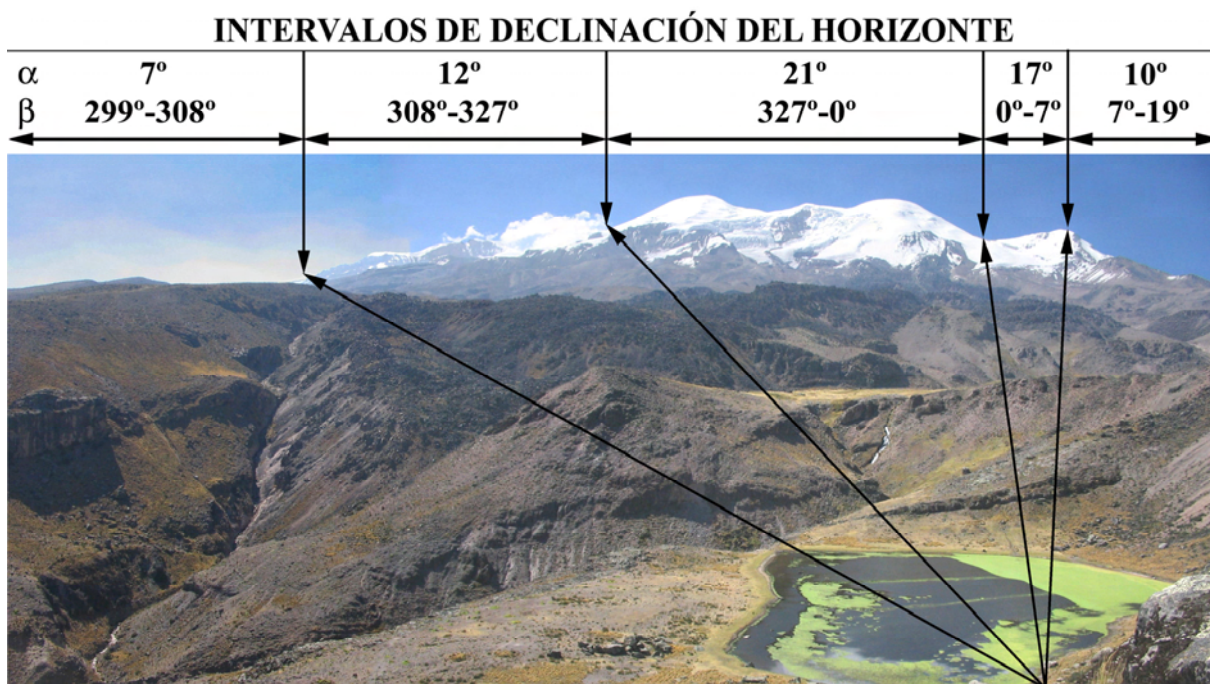 INTERVALOS DE DECLINACIÓN DEL HORIZONTE
α 7º 12º 21º 17º 10º
β 299º-308º 308º-327º 327º-0º 0º-7º 7º-19º